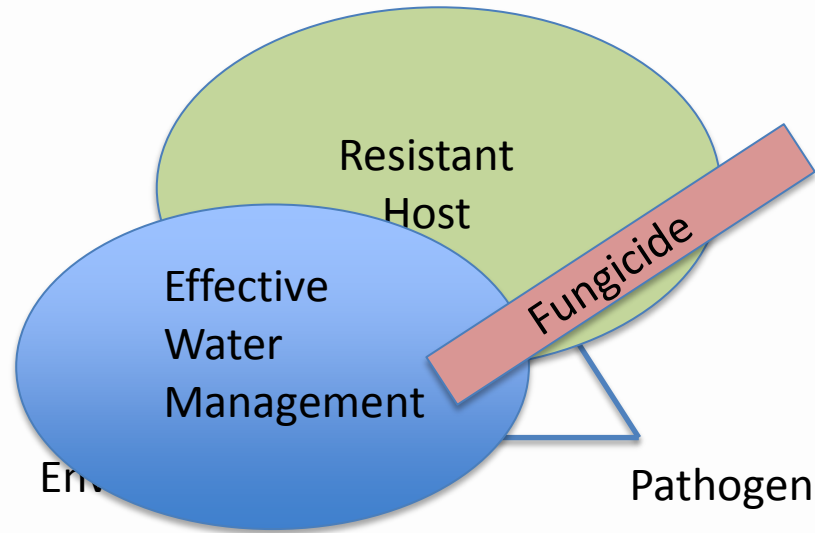 Resistant
Host
Fungicide
Effective
Water
Management
Pathogen